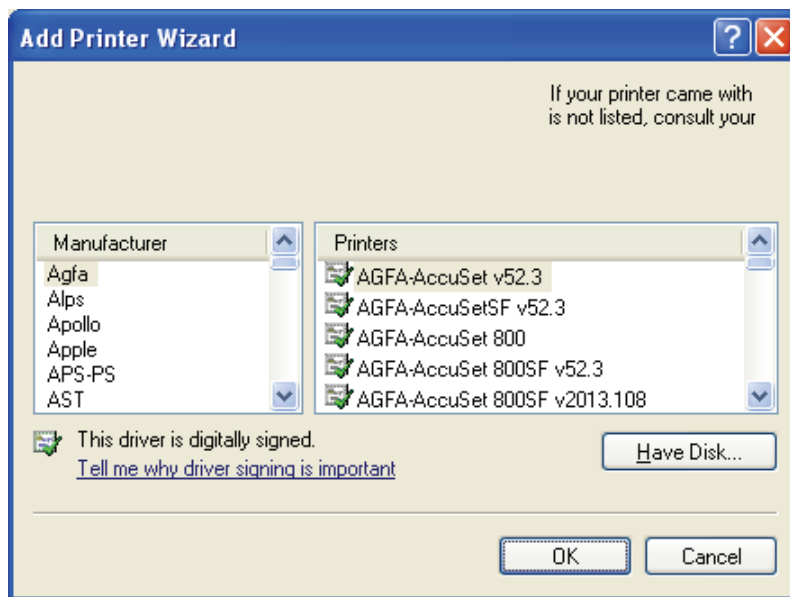 Add Printer Wizard
If your printer came with
is not listed, consult your
Manufacturer
Agfa
Alps
Apollo
Apple
APS-PS
AST
Printers
AGFA-AccuSet v52.3
AGFA-AccuSetSF v52.3
AGFA-AccuSet 800
AGFA-AccuSet 800SF v52.3
AGFA-AccuSet 800SF v2013.108
This driver is digitally signed.
Tell me why driver signing is important
Have Disk...
OK
Cancel